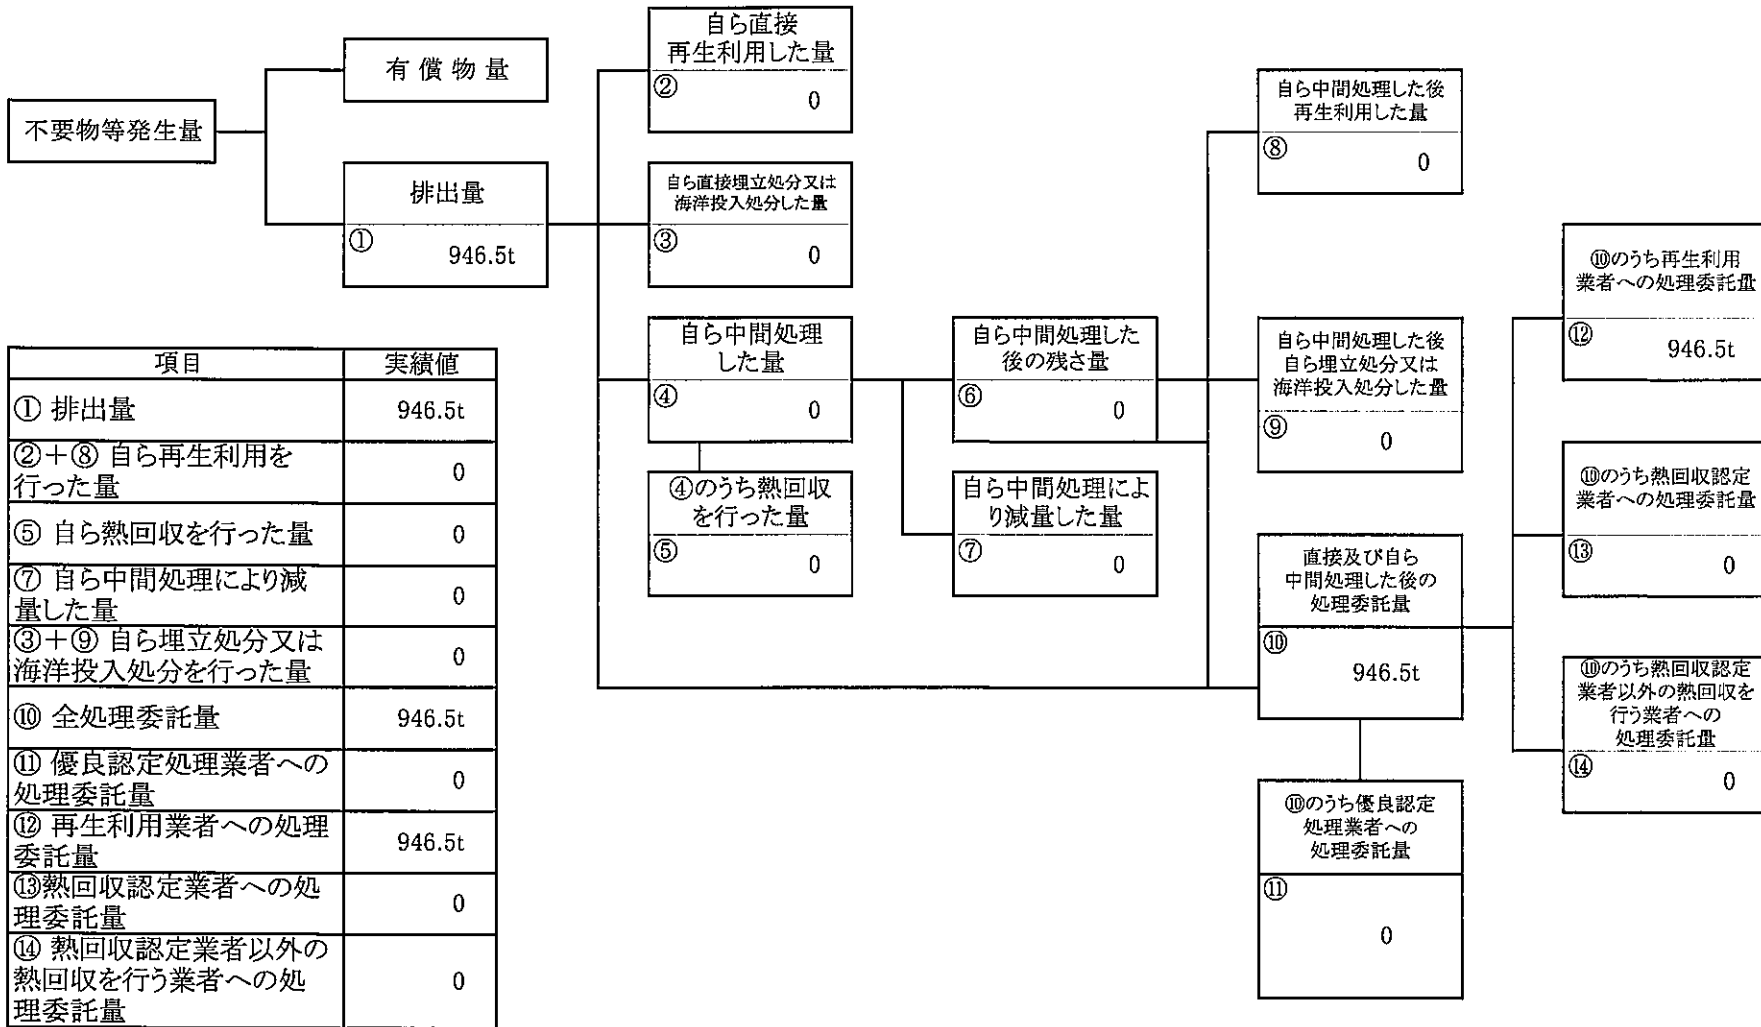 不要物等発生量
有償物量
排出量
①
946.5t
自ら直接
再生利用した量
②
0
自ら直接埋立処分又は
海洋投入処分した量
③
0
自ら中間処理
した量
④
0
④のうち熱回収
を行った量
⑤
0
自ら中間処理した
後の残さ量
⑥
0
自ら中間処理によ
り減量した量
⑦
0
自ら中間処理した後
再生利用した量
⑧
0
自ら中間処理した後
自ら埋立処分又は
海洋投入処分した量
⑨
0
直接及び自ら
中間処理した後の
処理委託量
⑩
946.5t
⑩のうち優良認定
処理業者への
処理委託量
⑪
0
⑩のうち再生利用
業者への処理委託量
⑫
946.5t
⑩のうち熱回収認定
業者への処理委託量
⑬
0
⑩のうち熱回収認定
業者以外の熱回収を
行う業者への
処理委託量
⑭
0
項目 実績値
① 排出量 946.5t
②+⑧ 自ら再生利用を
行った量 0
⑤ 自ら熱回収を行った量 0
⑦ 自ら中間処理により減
量した量 0
③+⑨ 自ら埋立処分又は
海洋投入処分を行った量 0
⑩ 全処理委託量 946.5t
⑪ 優良認定処理業者への
処理委託量 0
⑫ 再生利用業者への処理
委託量 946.5t
⑬熱回収認定業者への処
理委託量 0
⑭ 熱回収認定業者以外の
熱回収を行う業者への処
理委託量 0